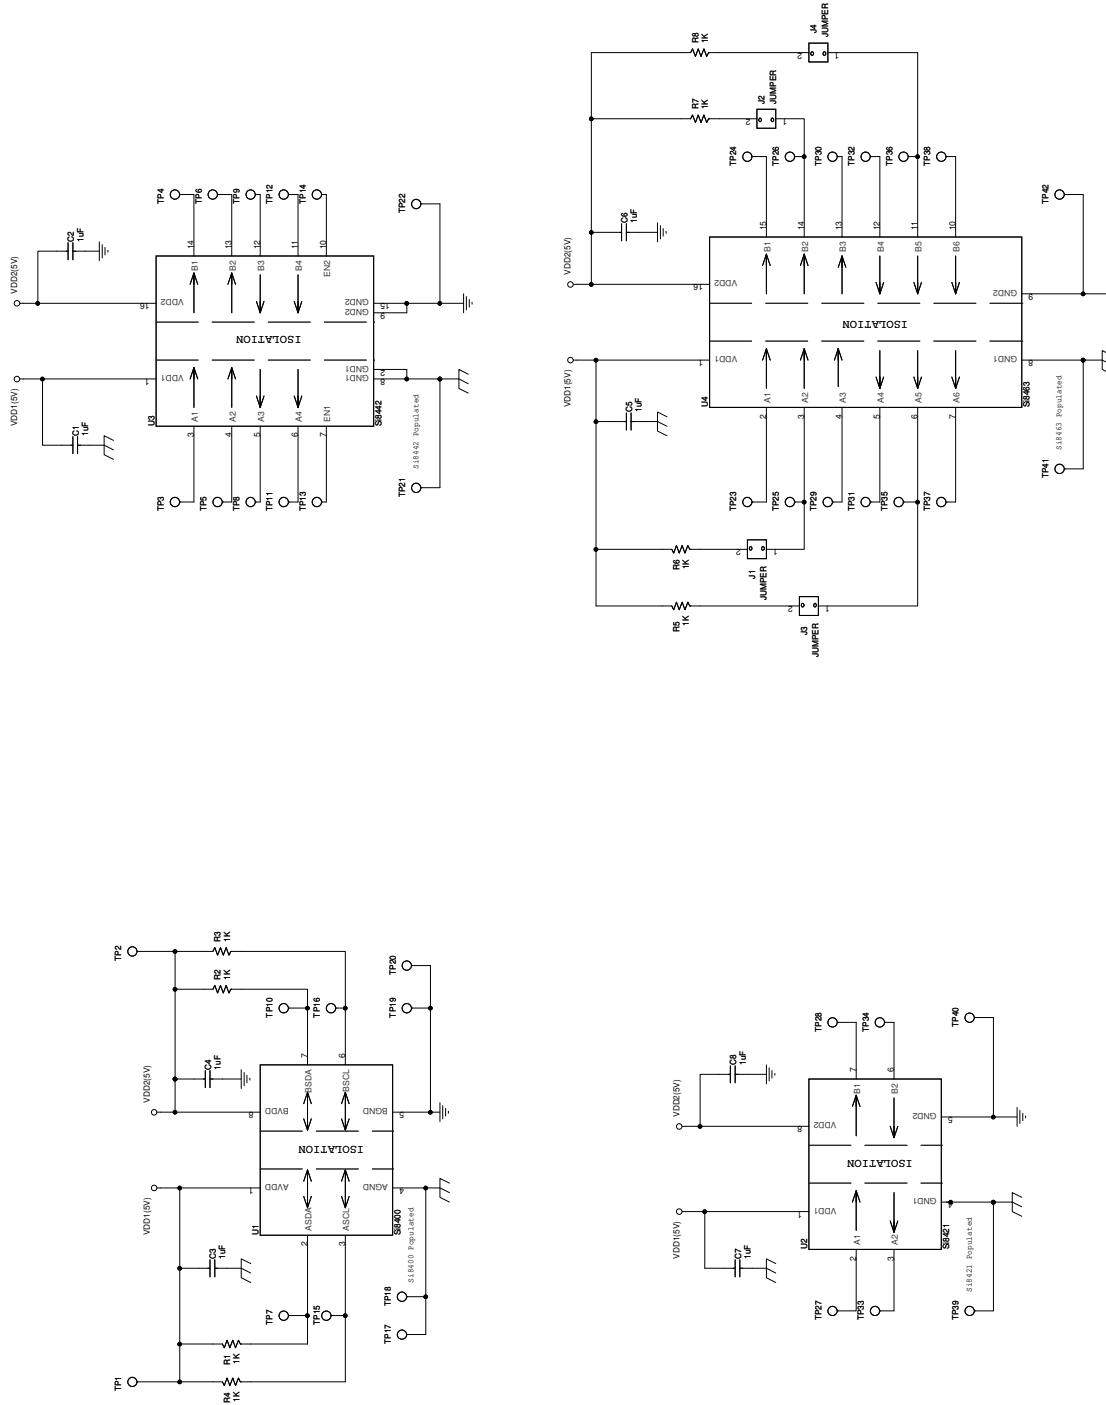 VDD1(5V)
VDD2(5V)
C1
1uF
C2
1uF
U3
1
VDD1
16
VDD2
ISOLATION
TP3
3
A1
B1
14
TP4
TP5
4
A2
B2
13
TP6
TP8
5
A3
B3
12
TP9
TP11
6
A4
B4
11
TP12
TP13
7
EN1
EN2
10
TP14
GND1
GND1
2
8
GND2
GND2
15
9
Si8442
Si8442 Populated
TP21
TP22
VDD1(5V)
VDD2(5V)
C5
1uF
C6
1uF
R5
1K
R6
1K
R7
1K
R8
1K
J1
JUMPER
2
1
J2
JUMPER
2
1
J3
JUMPER
2
1
J4
JUMPER
2
1
U4
1
VDD1
16
VDD2
ISOLATION
TP23
2
A1
B1
15
TP24
TP25
3
A2
B2
14
TP26
TP29
4
A3
B3
13
TP30
TP31
5
A4
B4
12
TP32
TP35
6
A5
B5
11
TP36
TP37
7
A6
B6
10
TP38
GND1
8
GND2
9
Si8463
Si8463 Populated
TP41
TP42
TP1
TP2
VDD1(5V)
VDD2(5V)
R4
1K
R1
1K
C3
1uF
C4
1uF
R2
1K
R3
1K
U1
1
AVDD
8
BVDD
ISOLATION
TP7
2
ASDA
BSDA
7
TP10
TP15
3
ASCL
BSCL
6
TP16
AGND
4
BGND
5
Si8400
Si8400 Populated
TP17
TP18
TP19
TP20
VDD1(5V)
VDD2(5V)
C7
1uF
C8
1uF
U2
1
VDD1
8
VDD2
ISOLATION
TP27
2
A1
B1
7
TP28
TP33
3
A2
B2
6
TP34
GND1
4
GND2
5
Si8421
Si8421 Populated
TP39
TP40